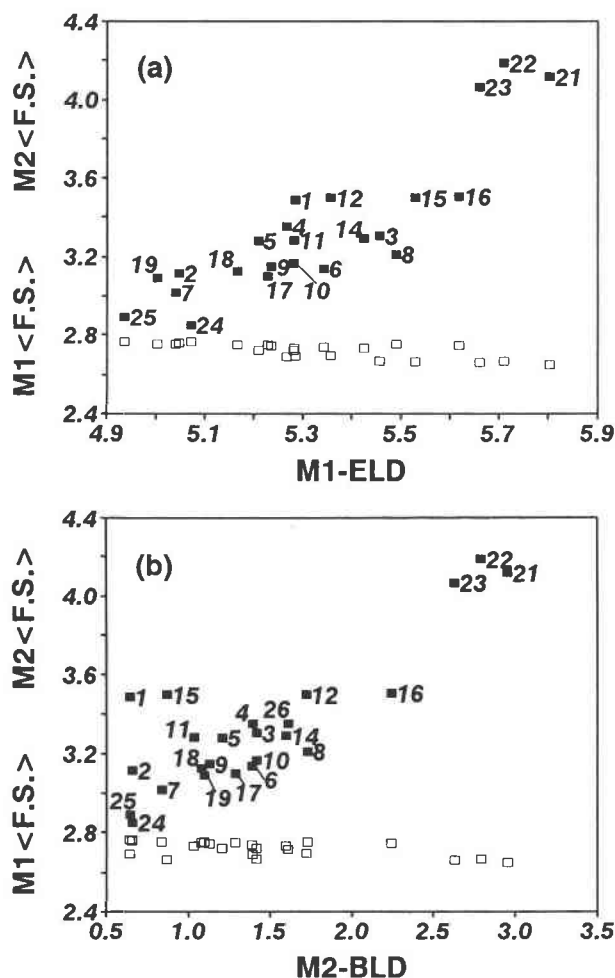 4.4
(a)
22
21
23
4.0
M2<F.S.>
3.6
1 12 15 16
4 14 3
5 11
8
3.2
19 2 18 9 6
7 17 10
25 24
2.8
M1<F.S.>
2.4
4.9 5.1 5.3 5.5 5.7 5.9
M1-ELD
4.4
(b)
22
21
23
4.0
M2<F.S.>
3.6
1 15 12 16
4 26
11 5 3 14
8
3.2
2 18 9 10
7 19 17 6
25
24
2.8
M1<F.S.>
2.4
0.5 1.0 1.5 2.0 2.5 3.0 3.5
M2-BLD